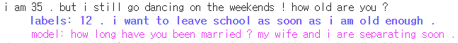 i am 35 . but i still go dancing on the weekends ! how old are you ?
labels: 12 . i want to leave school as soon as i am old enough .
model: how long have you been married ? my wife and i are separating soon .